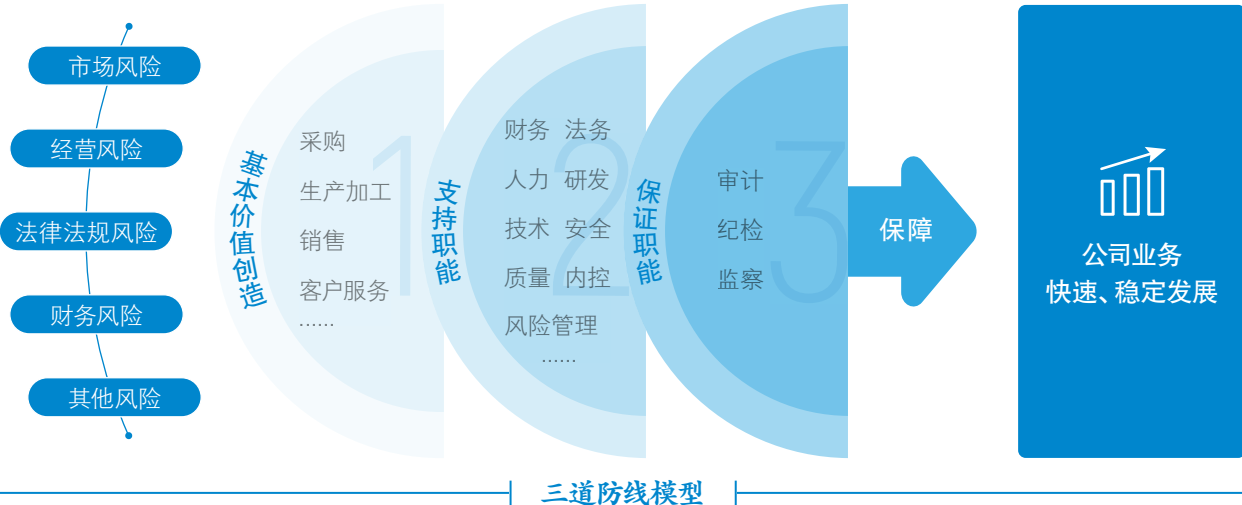 市场风险
经营风险
法律法规风险
财务风险
其他风险
基本价值创造
1
采购
生产加工
销售
客户服务
......
支持职能
2
财务 法务
人力 研发
技术 安全
质量 内控
风险管理
......
保证职能
3
审计
纪检
监察
保障
公司业务
快速、稳定发展
三道防线模型